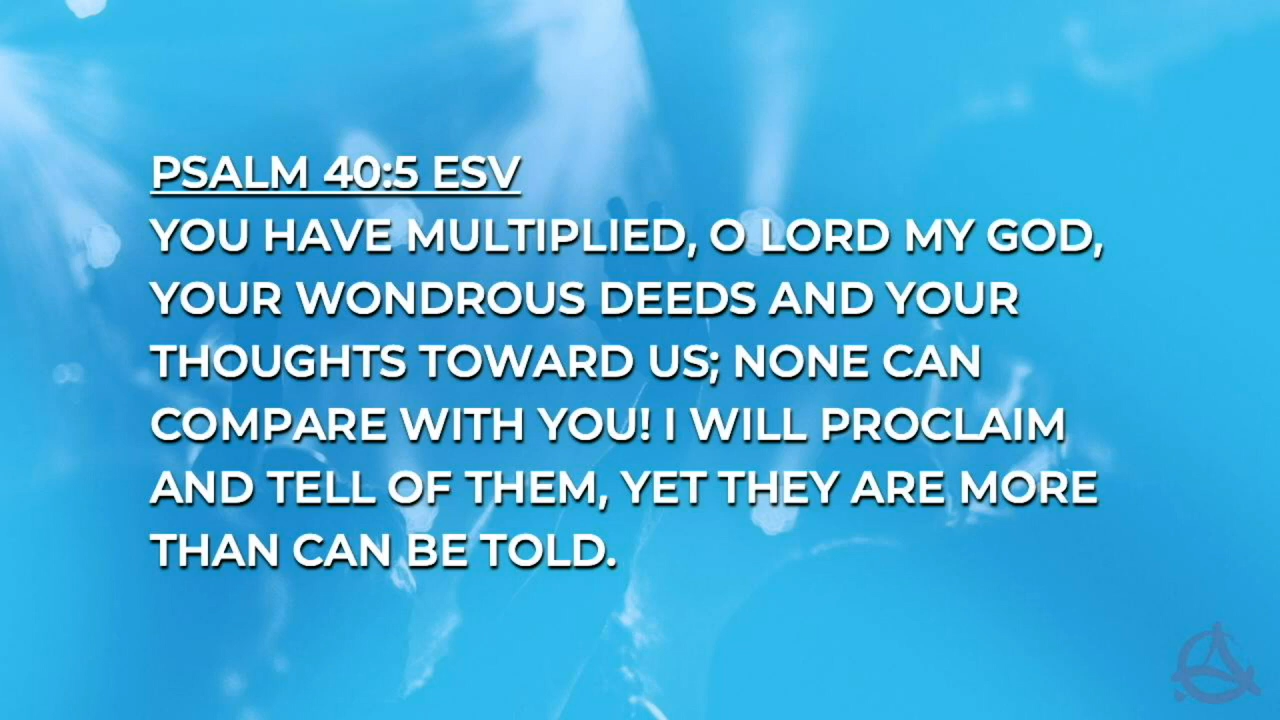 PSALM 40:5 ESV
YOU HAVE MULTIPLIED, O LORD MY GOD,
YOUR WONDROUS DEEDS AND YOUR
THOUGHTS TOWARD US; NONE CAN
COMPARE WITH YOU! I WILL PROCLAIM
AND TELL OF THEM, YET THEY ARE MORE
THAN CAN BE TOLD.